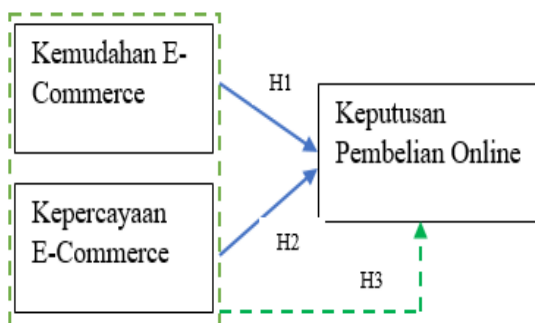 Kemudahan E-
Commerce
H1
Keputusan
Pembelian Online
Kepercayaan
E-Commerce
H2
H3